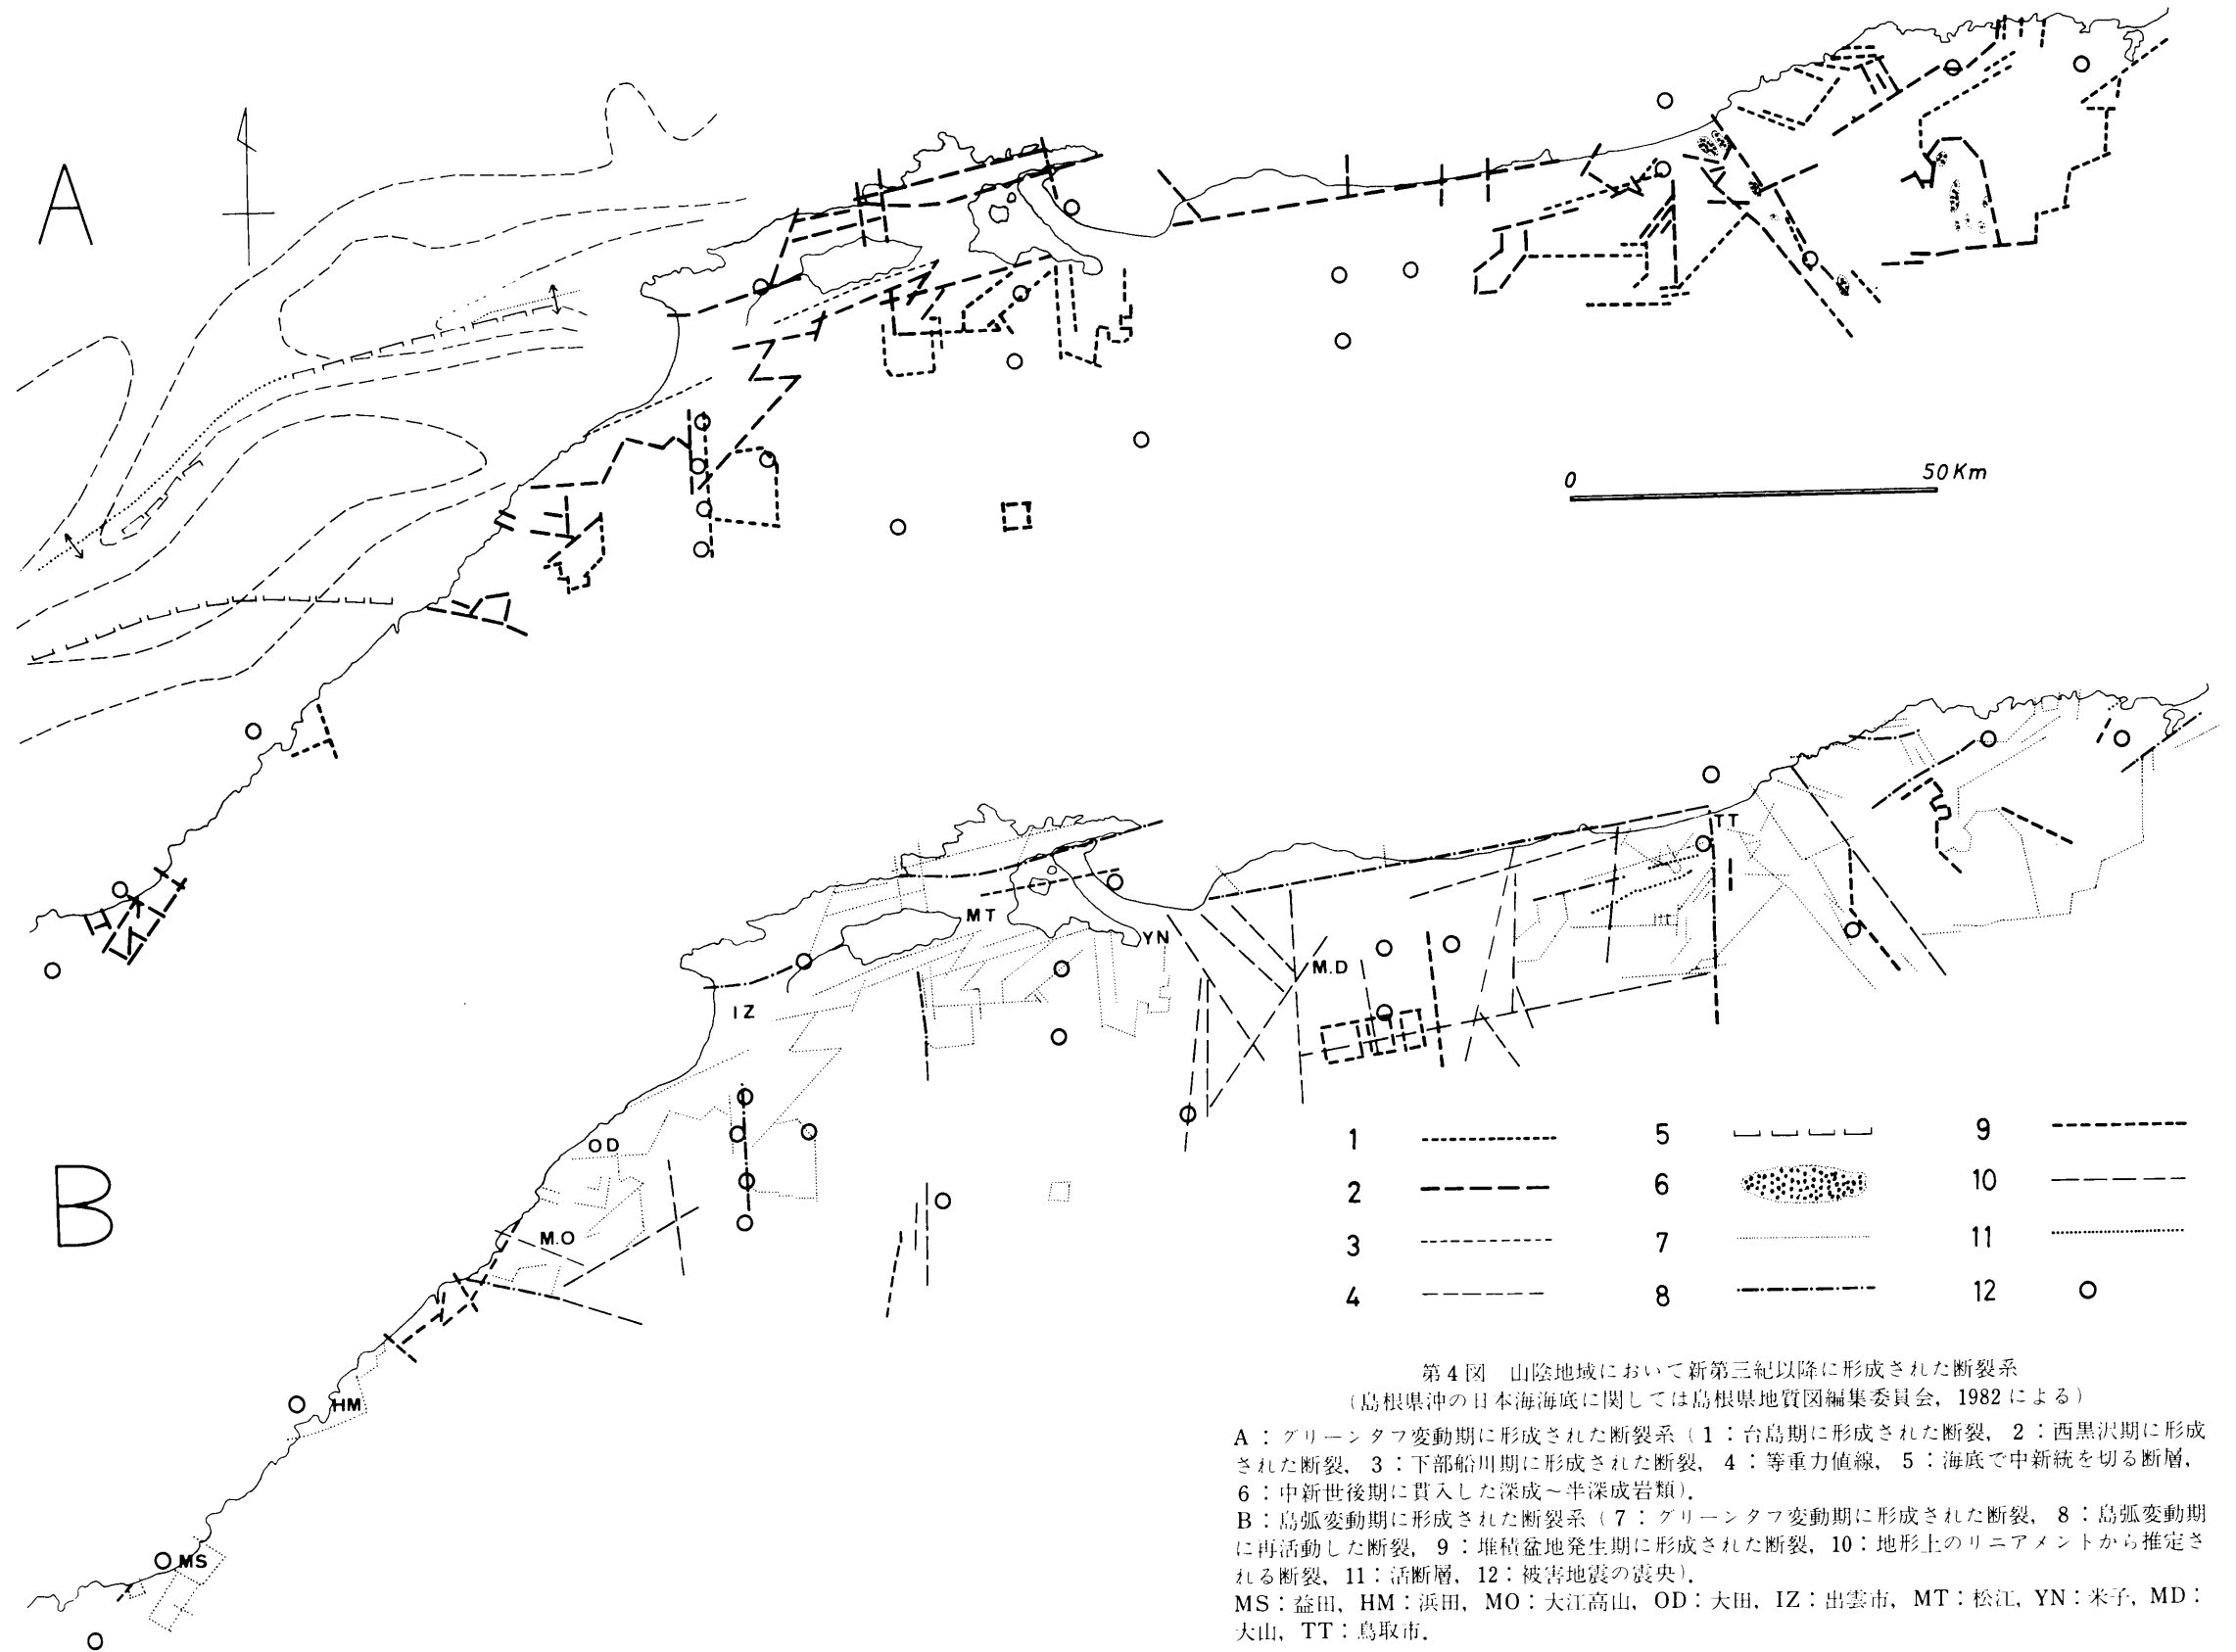 A
0 50Km
TT
MT
YN
M.D
IZ
OD
B
M.O
HM
MS
1 5 9
2 6 10
3 7 11
4 8 12
第4図 山陰地域において新第三紀以降に形成された断裂系
(島根県沖の日本海海底に関しては島根県地質図編集委員会, 1982による)
A:グリーンタフ変動期に形成された断裂系(1:台島期に形成された断裂, 2:西黒沢期に形成
された断裂, 3:下部船川期に形成された断裂, 4:等重力値線, 5:海底で中新統を切る断層,
6:中新世後期に貫入した深成〜半深成岩類).
B:島弧変動期に形成された断裂系(7:グリーンタフ変動期に形成された断裂, 8:島弧変動期
に再活動した断裂, 9:堆積盆地発生期に形成された断裂, 10:地形上のリニアメントから推定さ
れる断裂, 11:活断層, 12:被害地震の震央).
MS:益田, HM:浜田, MO:大江高山, OD:大田, IZ:出雲市, MT:松江, YN:米子, MD:
大山, TT:鳥取市.